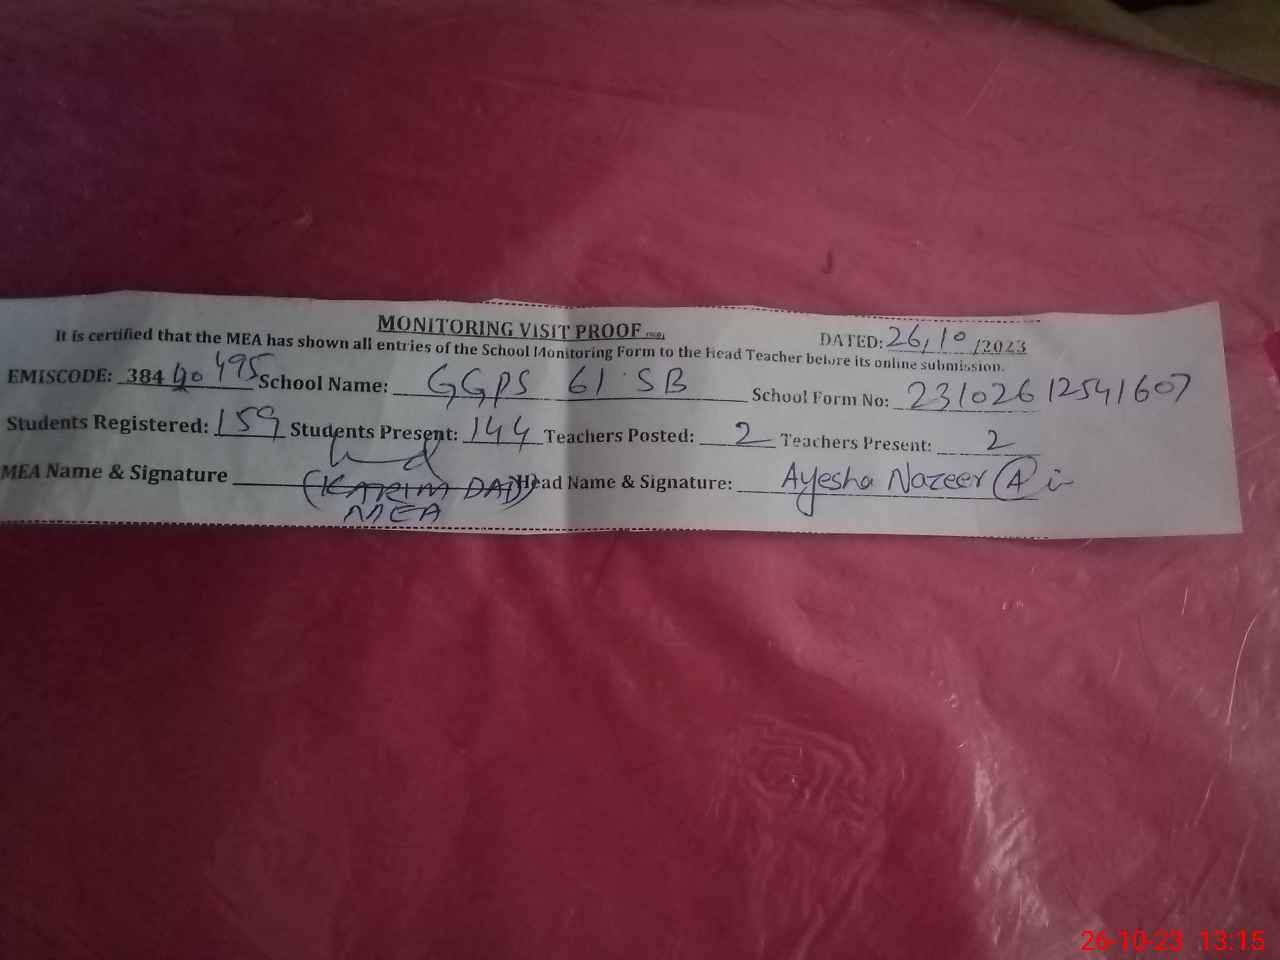 MONITORING VISIT PROOF
DATED: 26/10/2023
It is certified that the MEA has shown all entries of the School Monitoring Form to the Head Teacher before its online submission.
EMISCODE: 384 40 495 School Name: GGPS 61 SB School Form No: 23102612541607
Students Registered: 159 Students Present: 144 Teachers Posted: 2 Teachers Present: 2
MEA Name & Signature (KARIM DAD) Head Name & Signature: Ayesha Nazeer
MEA
26-10-23 13:15